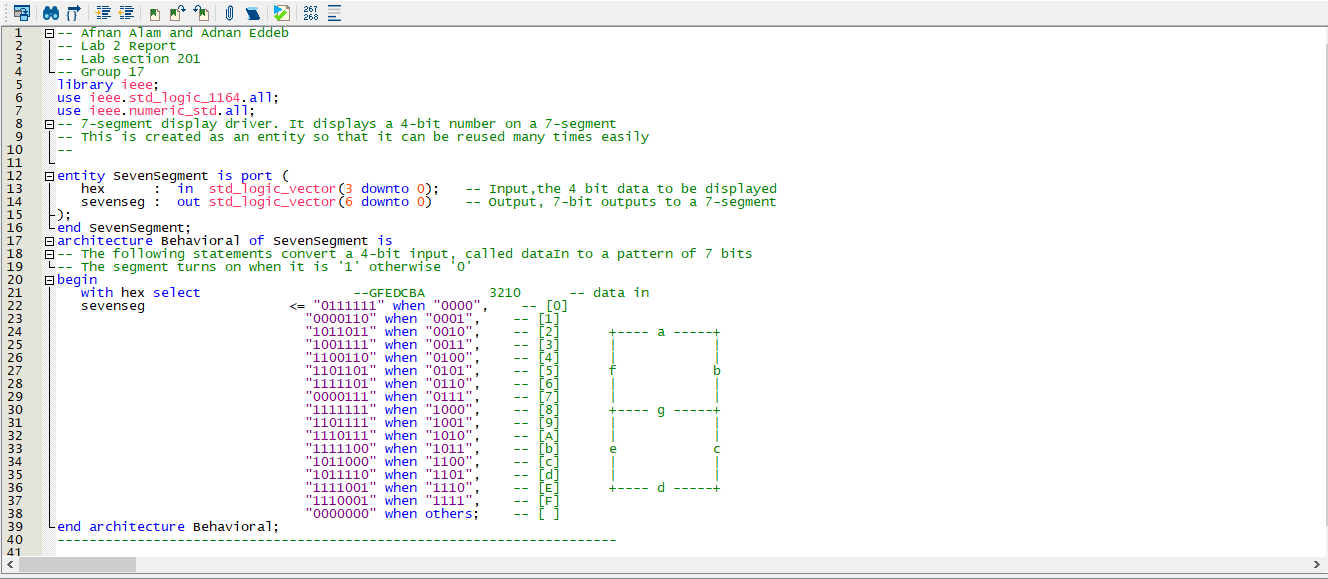 267
268
1 -- Afnan Alam and Adnan Eddeb
2 -- Lab 2 Report
3 -- Lab section 201
4 -- Group 17
5 library ieee;
6 use ieee.std_logic_1164.all;
7 use ieee.numeric_std.all;
8 -- 7-segment display driver. It displays a 4-bit number on a 7-segment
9 -- This is created as an entity so that it can be reused many times easily
10 --
11
12 entity SevenSegment is port (
13 hex : in std_logic_vector(3 downto 0); -- Input,the 4 bit data to be displayed
14 sevenseg : out std_logic_vector(6 downto 0) -- Output, 7-bit outputs to a 7-segment
15 );
16 end SevenSegment;
17 architecture Behavioral of SevenSegment is
18 -- The following statements convert a 4-bit input, called dataIn to a pattern of 7 bits
19 -- The segment turns on when it is '1' otherwise '0'
20 begin
21 with hex select --GFEDCBA 3210 -- data in
22 sevenseg <= "0111111" when "0000", -- [0]
23 "0000110" when "0001", -- [1]
24 "1011011" when "0010", -- [2] +---- a -----+
25 "1001111" when "0011", -- [3] | |
26 "1100110" when "0100", -- [4] | |
27 "1101101" when "0101", -- [5] f b
28 "1111101" when "0110", -- [6] | |
29 "0000111" when "0111", -- [7] | |
30 "1111111" when "1000", -- [8] +---- g -----+
31 "1101111" when "1001", -- [9] | |
32 "1110111" when "1010", -- [A] | |
33 "1111100" when "1011", -- [b] e c
34 "1011000" when "1100", -- [c] | |
35 "1011110" when "1101", -- [d] | |
36 "1111001" when "1110", -- [E] +---- d -----+
37 "1110001" when "1111", -- [F]
38 "0000000" when others; -- [ ]
39 end architecture Behavioral;
40 ----------------------------------------------------------------------
41